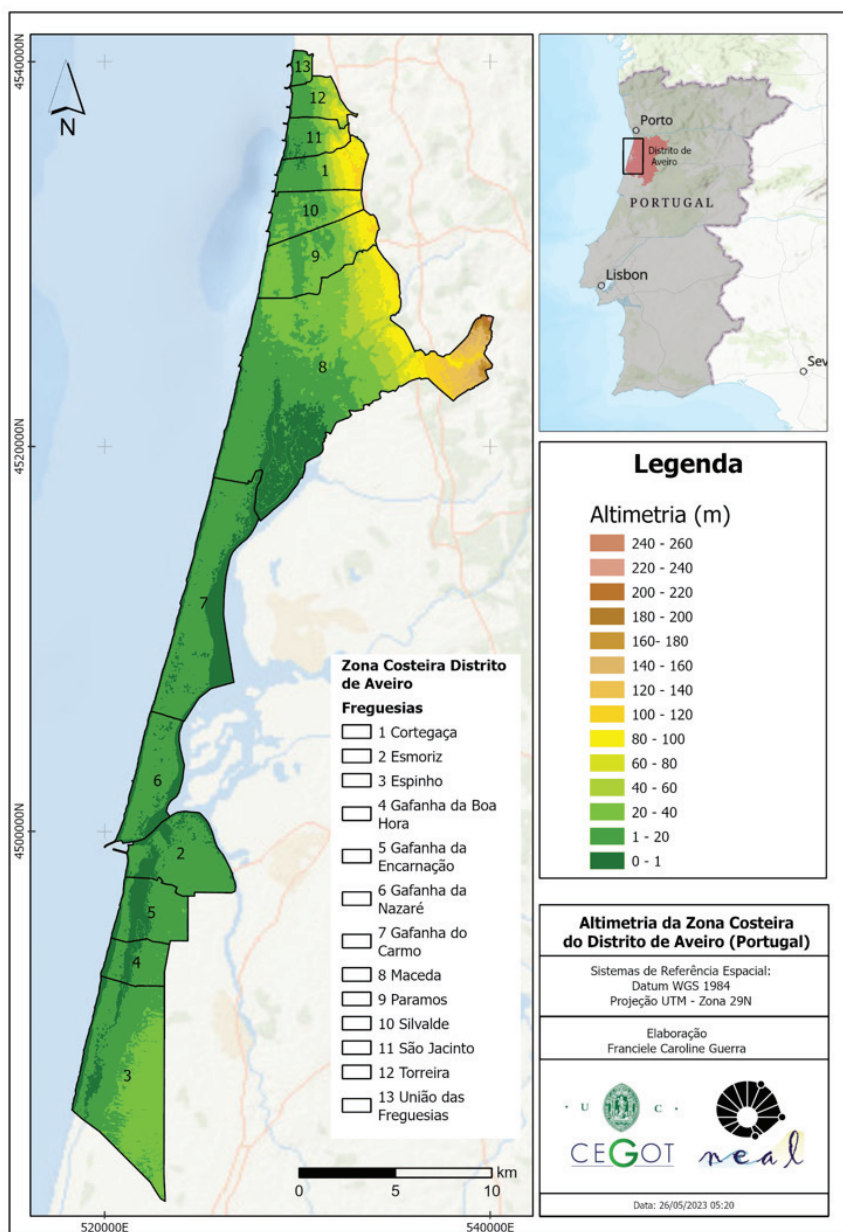 4540000N
4520000N
4500000N
520000E
540000E
N
13
12
11
1
10
9
8
7
6
2
5
4
3
Zona Costeira Distrito
de Aveiro
Freguesias
1 Cortegaça
2 Esmoriz
3 Espinho
4 Gafanha da Boa
Hora
5 Gafanha da
Encarnação
6 Gafanha da
Nazaré
7 Gafanha do
Carmo
8 Maceda
9 Paramos
10 Silvalde
11 São Jacinto
12 Torreira
13 União das
Freguesias
km
0 5 10
Porto
Distrito de
Aveiro
PORTUGAL
Lisbon
Sev
Legenda
Altimetria (m)
240 - 260
220 - 240
200 - 220
180 - 200
160- 180
140 - 160
120 - 140
100 - 120
80 - 100
60 - 80
40 - 60
20 - 40
1 - 20
0 - 1
Altimetria da Zona Costeira
do Distrito de Aveiro (Portugal)
Sistemas de Referência Espacial:
Datum WGS 1984
Projeção UTM - Zona 29N
Elaboração
Franciele Caroline Guerra
· U C ·
CEGOT
neal
Data: 26/05/2023 05:20